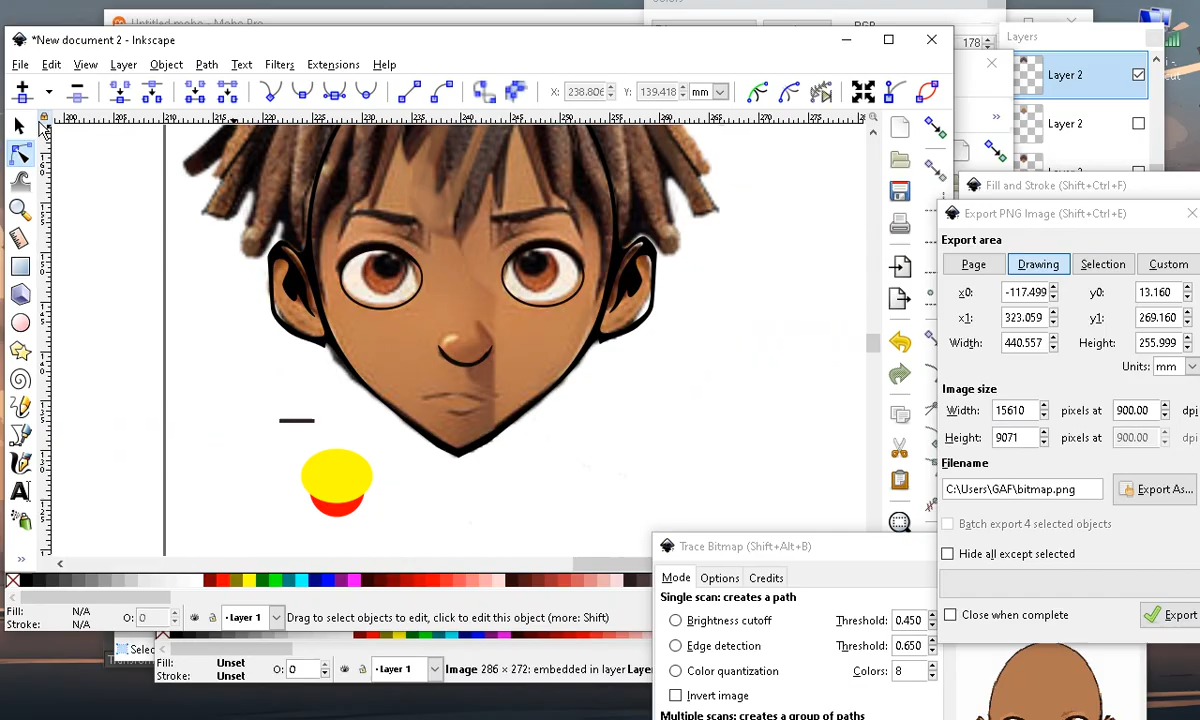 Untitled.moho - Moho Pro
Colors
*New document 2 - Inkscape
RGB
178
Layers
File Edit View Layer Object Path Text Filters Extensions Help
Layer 2
X: 238.806 Y: 139.418 mm
Layer 2
Fill and Stroke (Shift+Ctrl+F)
Export PNG Image (Shift+Ctrl+E)
Export area
Page Drawing Selection Custom
x0: -117.499 y0: 13.160
x1: 323.059 y1: 269.160
Width: 440.557 Height: 255.999
Units: mm
Image size
Width: 15610 pixels at 900.00 dpi
Height: 9071 pixels at 900.00 dpi
Filename
C:\Users\GAF\bitmap.png Export As...
Batch export 4 selected objects
Hide all except selected
Close when complete Export
Trace Bitmap (Shift+Alt+B)
Mode Options Credits
Single scan: creates a path
Brightness cutoff Threshold: 0.450
Edge detection Threshold: 0.650
Color quantization Colors: 8
Invert image
Multiple scans: creates a group of paths
Fill: N/A
Stroke: N/A
O: 0
Layer 1
Drag to select objects to edit, click to edit this object (more: Shift)
Fill: Unset
Stroke: Unset
O: 0
Layer 1
Image 286 × 272: embedded in layer